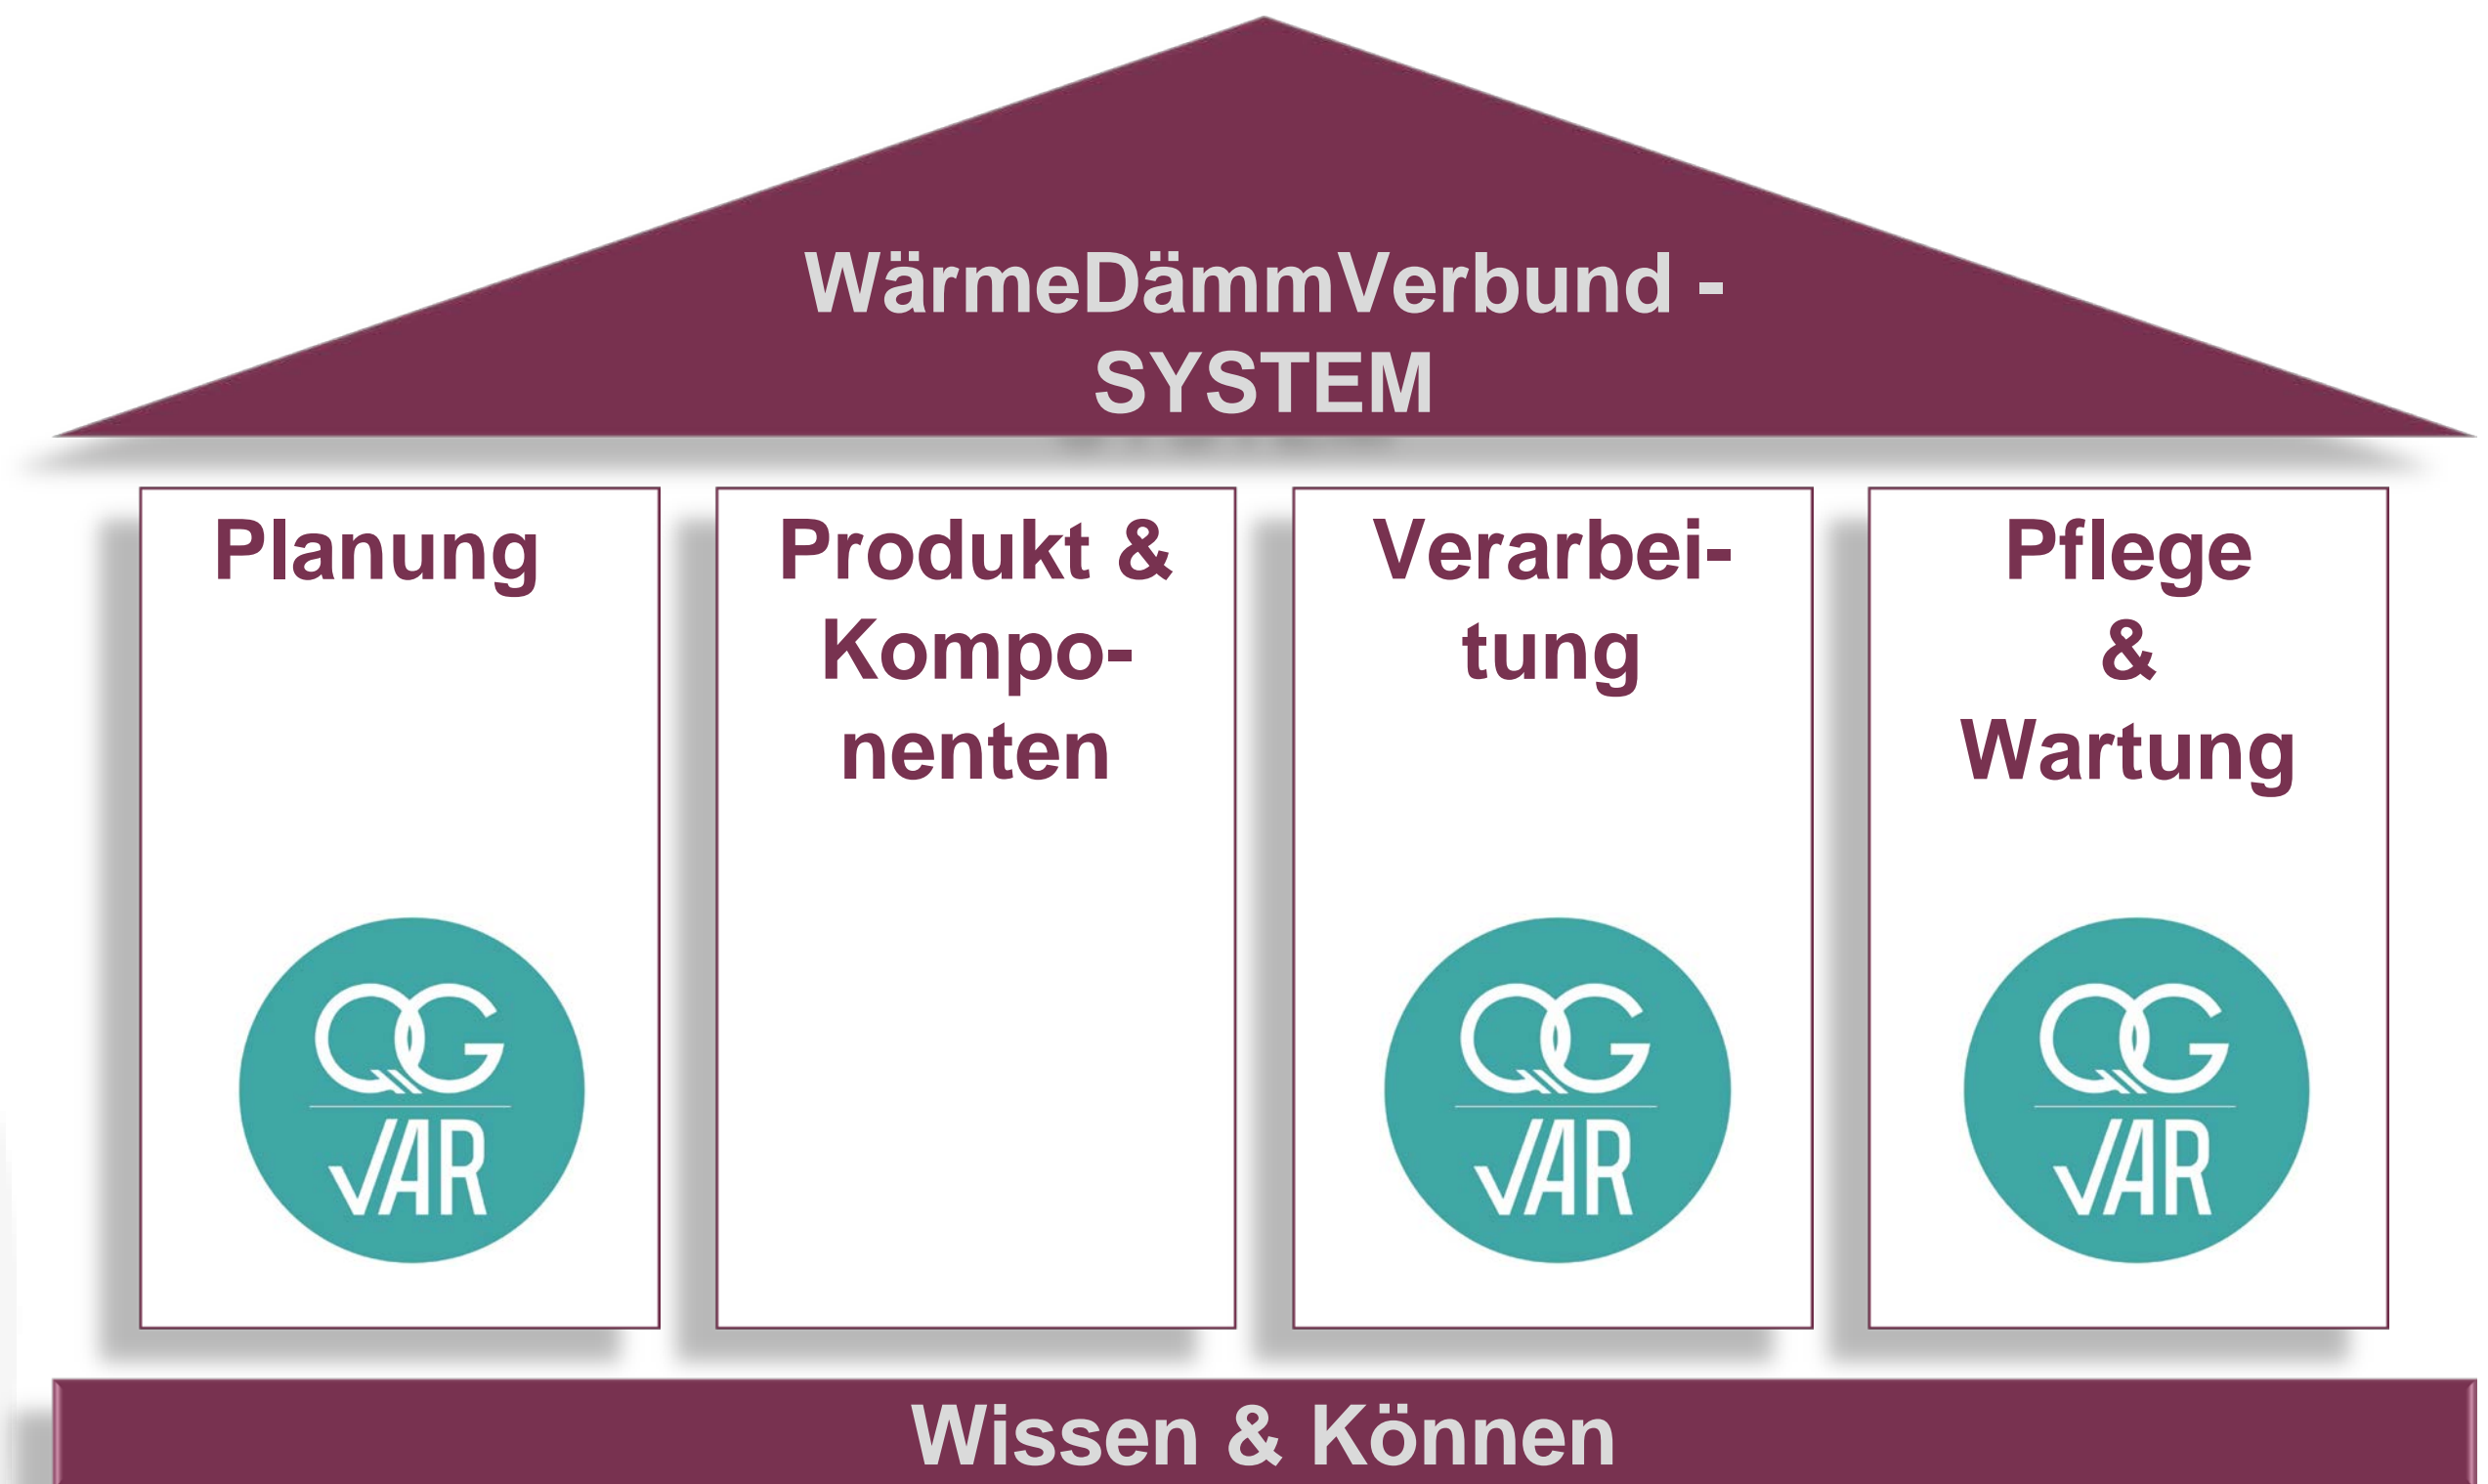 WärmeDämmVerbund -
SYSTEM
Planung
Produkt &
Kompo-
nenten
Verarbei-
tung
Pflege
&
Wartung
QG
VAR
QG
VAR
QG
VAR
Wissen & Können